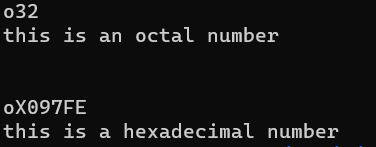 o32
this is an octal number
oX097FE
this is a hexadecimal number